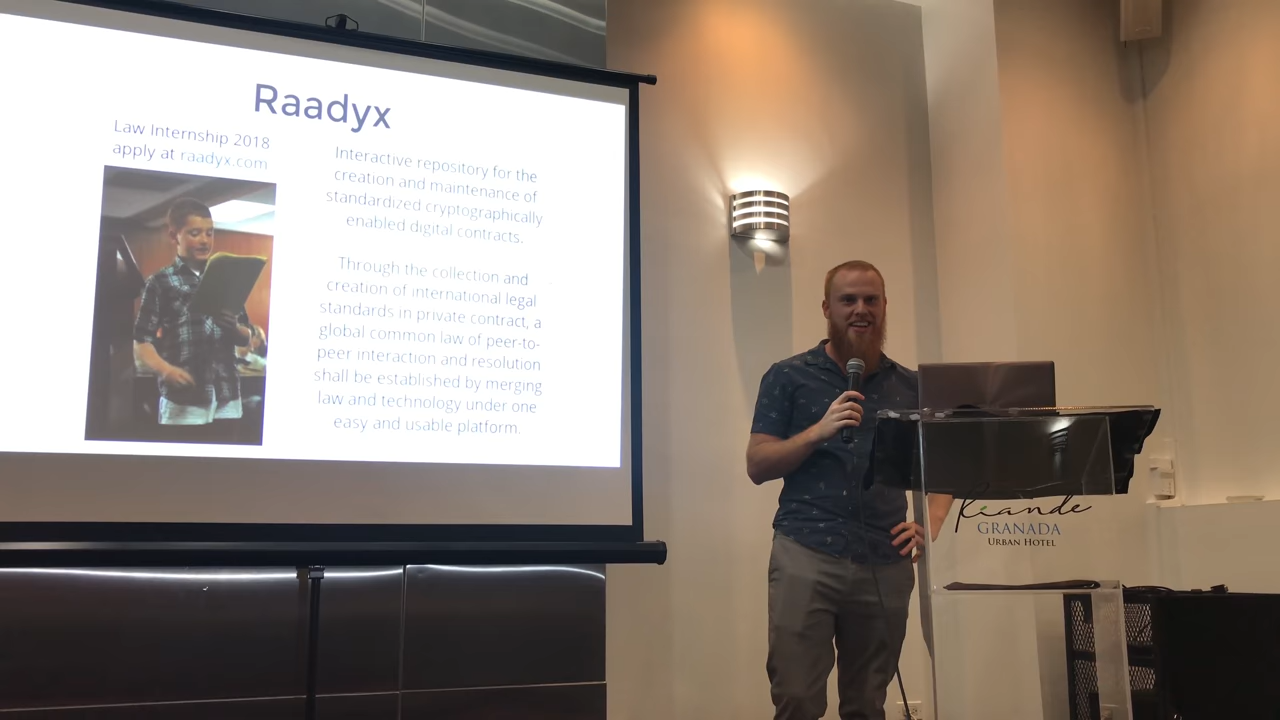 Raadyx
Law Internship 2018
apply at raadyx.com
Interactive repository for the
creation and maintenance of
standardized cryptographically
enabled digital contracts.
Through the collection and
creation of international legal
standards in private contract, a
global common law of peer-to-
peer interaction and resolution
shall be established by merging
law and technology under one
easy and usable platform.
Riande
GRANADA
URBAN HOTEL